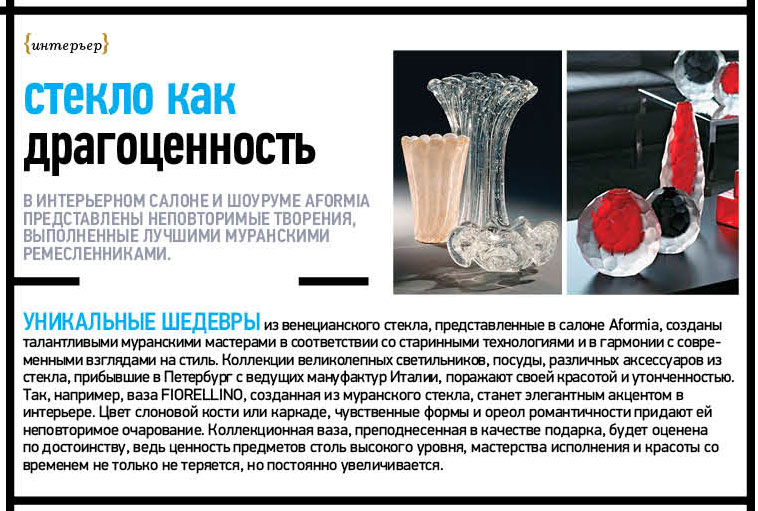 {интерьер}
стекло как
драгоценность
В ИНТЕРЬЕРНОМ САЛОНЕ И ШОУРУМЕ AFORMIA
ПРЕДСТАВЛЕНЫ НЕПОВТОРИМЫЕ ТВОРЕНИЯ,
ВЫПОЛНЕННЫЕ ЛУЧШИМИ МУРАНСКИМИ
РЕМЕСЛЕННИКАМИ.
УНИКАЛЬНЫЕ ШЕДЕВРЫ из венецианского стекла, представленные в салоне Aformia, созданы
талантливыми муранскими мастерами в соответствии со старинными технологиями и в гармонии с совре-
менными взглядами на стиль. Коллекции великолепных светильников, посуды, различных аксессуаров из
стекла, прибывшие в Петербург с ведущих мануфактур Италии, поражают своей красотой и утонченностью.
Так, например, ваза FIORELLINO, созданная из муранского стекла, станет элегантным акцентом в
интерьере. Цвет слоновой кости или каркаде, чувственные формы и ореол романтичности придают ей
неповторимое очарование. Коллекционная ваза, преподнесенная в качестве подарка, будет оценена
по достоинству, ведь ценность предметов столь высокого уровня, мастерства исполнения и красоты со
временем не только не теряется, но постоянно увеличивается.